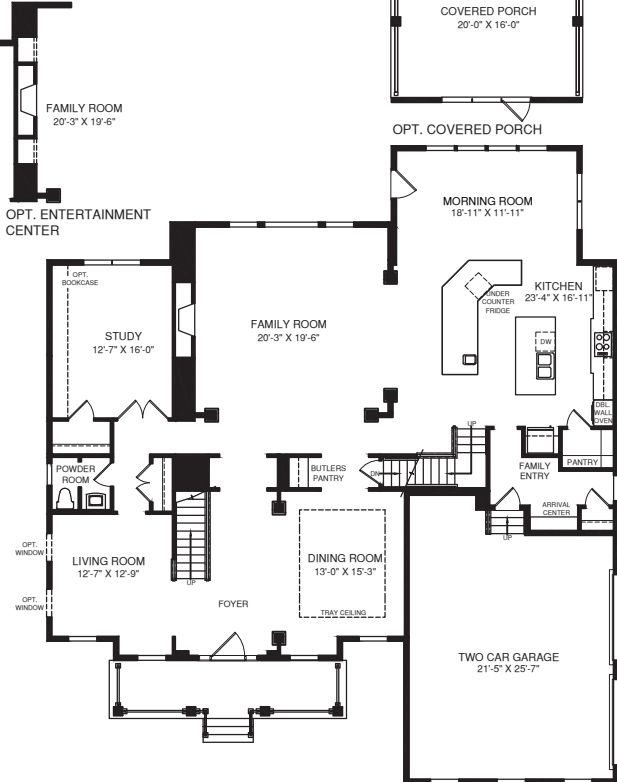 COVERED PORCH
20'-0" X 16'-0"
OPT. COVERED PORCH
FAMILY ROOM
20'-3" X 19'-6"
OPT. ENTERTAINMENT
CENTER
MORNING ROOM
18'-11" X 11'-11"
OPT.
BOOKCASE
STUDY
12'-7" X 16'-0"
FAMILY ROOM
20'-3" X 19'-6"
UNDER
COUNTER
FRIDGE
KITCHEN
23'-4" X 16'-11"
DW
DBL.
WALL
OVEN
UP
PANTRY
POWDER
ROOM
BUTLERS
PANTRY
DN
FAMILY
ENTRY
ARRIVAL
CENTER
UP
OPT.
WINDOW
OPT.
WINDOW
LIVING ROOM
12'-7" X 12'-9"
UP
FOYER
DINING ROOM
13'-0" X 15'-3"
TRAY CEILING
TWO CAR GARAGE
21'-5" X 25'-7"